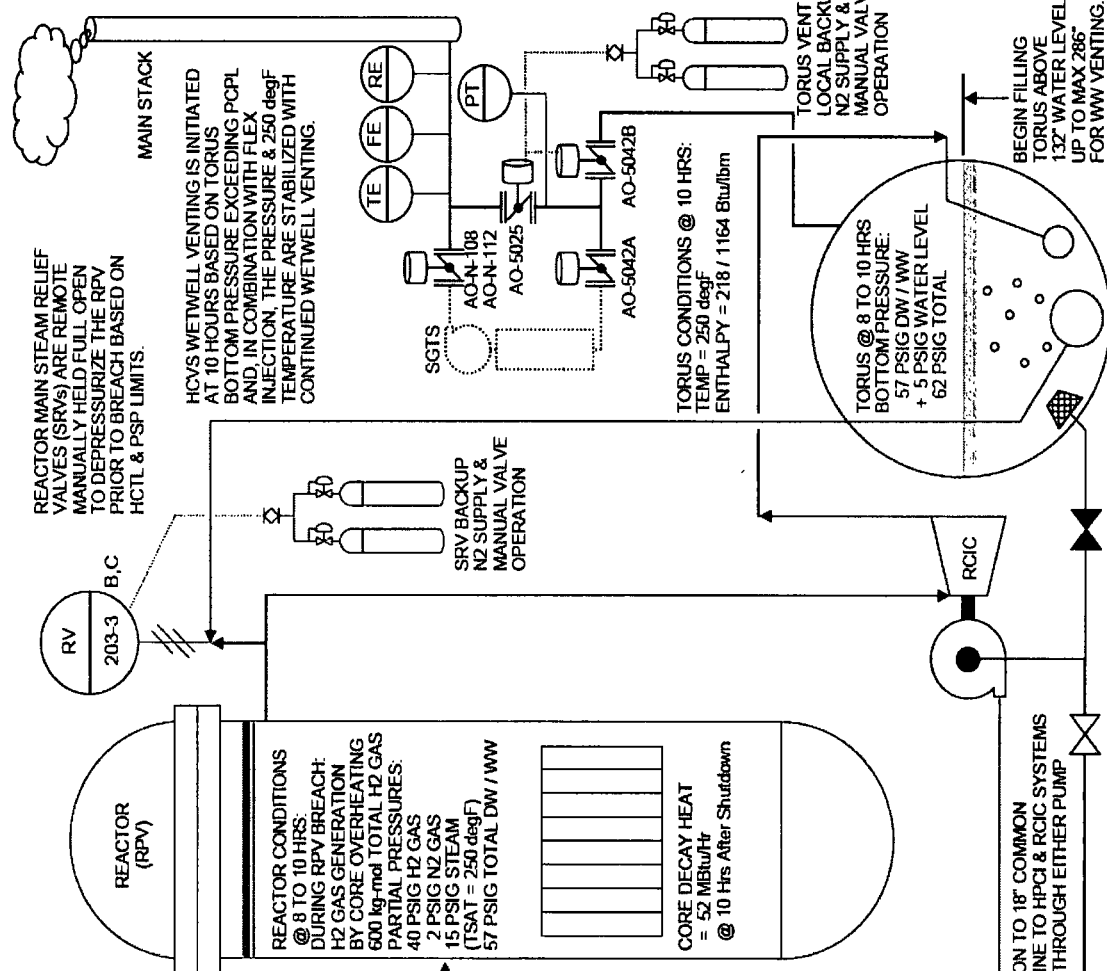 MAIN STACK
REACTOR MAIN STEAM RELIEF
VALVES (SRVs) ARE REMOTE
MANUALLY HELD FULL OPEN
TO DEPRESSURIZE THE RPV
PRIOR TO BREACH BASED ON
HCTL & PSP LIMITS.
HCVS WETWELL VENTING IS INITIATED
AT 10 HOURS BASED ON TORUS
BOTTOM PRESSURE EXCEEDING PCPL
AND, IN COMBINATION WITH FLEX
INJECTION, THE PRESSURE & 250 degF
TEMPERATURE ARE STABILIZED WITH
CONTINUED WETWELL VENTING.
TE
FE
RE
PT
AO-N-108
AO-N-112
AO-5025
AO-5042B
AO-5042A
SGTS
TORUS VENT
LOCAL BACKU
N2 SUPPLY &
MANUAL VALV
OPERATION
RV
203-3
B,C
SRV BACKUP
N2 SUPPLY &
MANUAL VALVE
OPERATION
TORUS CONDITIONS @ 10 HRS:
TEMP = 250 degF
ENTHALPY = 218 / 1164 Btu/lbm
BEGIN FILLING
TORUS ABOVE
132" WATER LEVEL
UP TO MAX 286"
FOR WW VENTING.
TORUS @ 8 TO 10 HRS
BOTTOM PRESSURE:
57 PSIG DW / WW
+ 5 PSIG WATER LEVEL
62 PSIG TOTAL
RCIC
REACTOR
(RPV)
REACTOR CONDITIONS
@ 8 TO 10 HRS:
DURING RPV BREACH:
H2 GAS GENERATION
BY CORE OVERHEATING
600 kg-mol TOTAL H2 GAS
PARTIAL PRESSURES:
40 PSIG H2 GAS
2 PSIG N2 GAS
15 PSIG STEAM
(TSAT = 250 degF)
57 PSIG TOTAL DW / WW
CORE DECAY HEAT
= 52 MBtu/Hr
@ 10 Hrs After Shutdown
ON TO 18" COMMON
INE TO HPCI & RCIC SYSTEMS
THROUGH EITHER PUMP